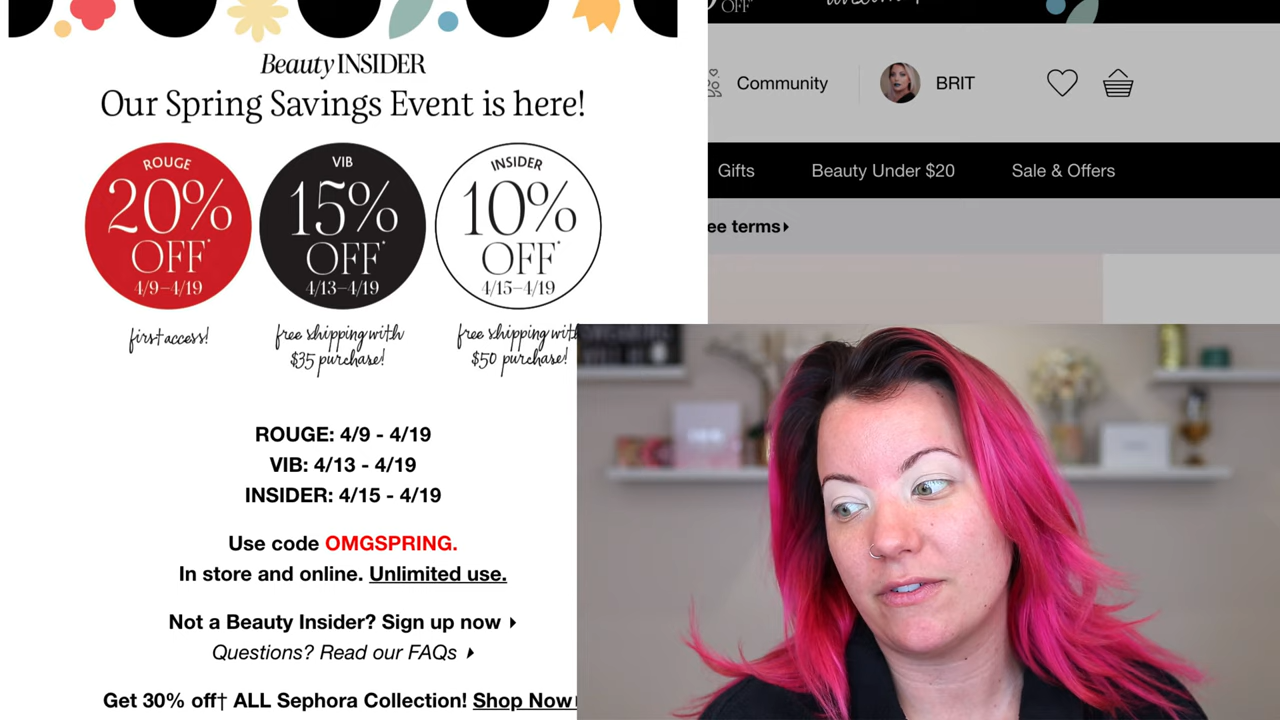 Beauty INSIDER
Our Spring Savings Event is here!
ROUGE
20%
OFF*
4/9–4/19
first access!
VIB
15%
OFF*
4/13–4/19
free shipping with
$35 purchase!
INSIDER
10%
OFF*
4/15–4/19
free shipping with
$50 purchase!
ROUGE: 4/9 - 4/19
VIB: 4/13 - 4/19
INSIDER: 4/15 - 4/19
Use code OMGSPRING.
In store and online. Unlimited use.
Not a Beauty Insider? Sign up now
Questions? Read our FAQs
Get 30% off† ALL Sephora Collection! Shop Now
OFF*
Community
BRIT
Gifts Beauty Under $20 Sale & Offers
ee terms